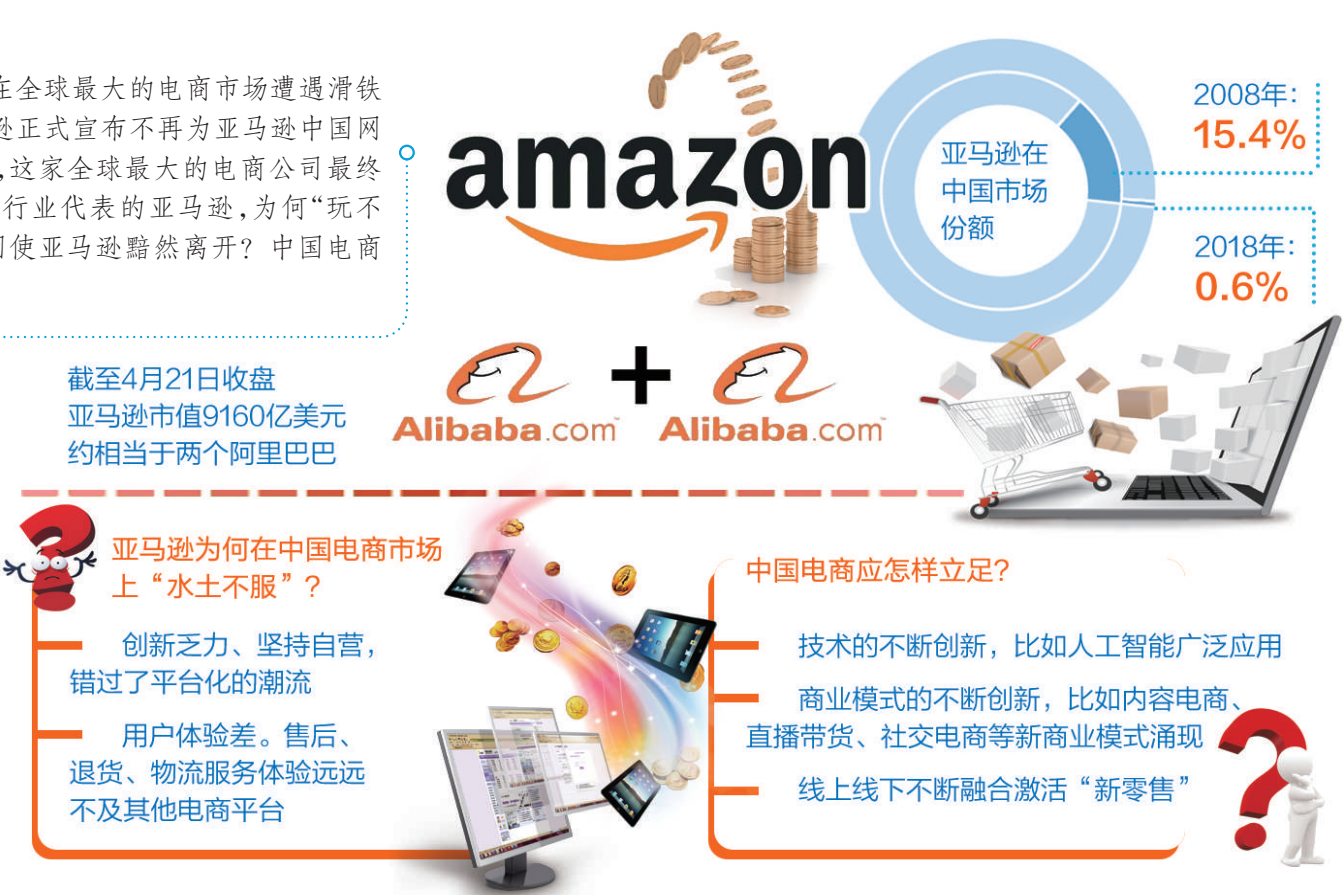 在全球最大的电商市场遭遇滑铁
逊正式宣布不再为亚马逊中国网
,这家全球最大的电商公司最终
行业代表的亚马逊,为何“玩不
使亚马逊黯然离开？中国电商
amazon
亚马逊在
中国市场
份额
2008年:
15.4%
2018年:
0.6%
截至4月21日收盘
亚马逊市值9160亿美元
约相当于两个阿里巴巴
Alibaba.com
+
Alibaba.com
亚马逊为何在中国电商市场
上“水土不服”？
创新乏力、坚持自营，
错过了平台化的潮流
用户体验差。售后、
退货、物流服务体验远远
不及其他电商平台
中国电商应怎样立足?
技术的不断创新，比如人工智能广泛应用
商业模式的不断创新，比如内容电商、
直播带货、社交电商等新商业模式涌现
线上线下不断融合激活“新零售”